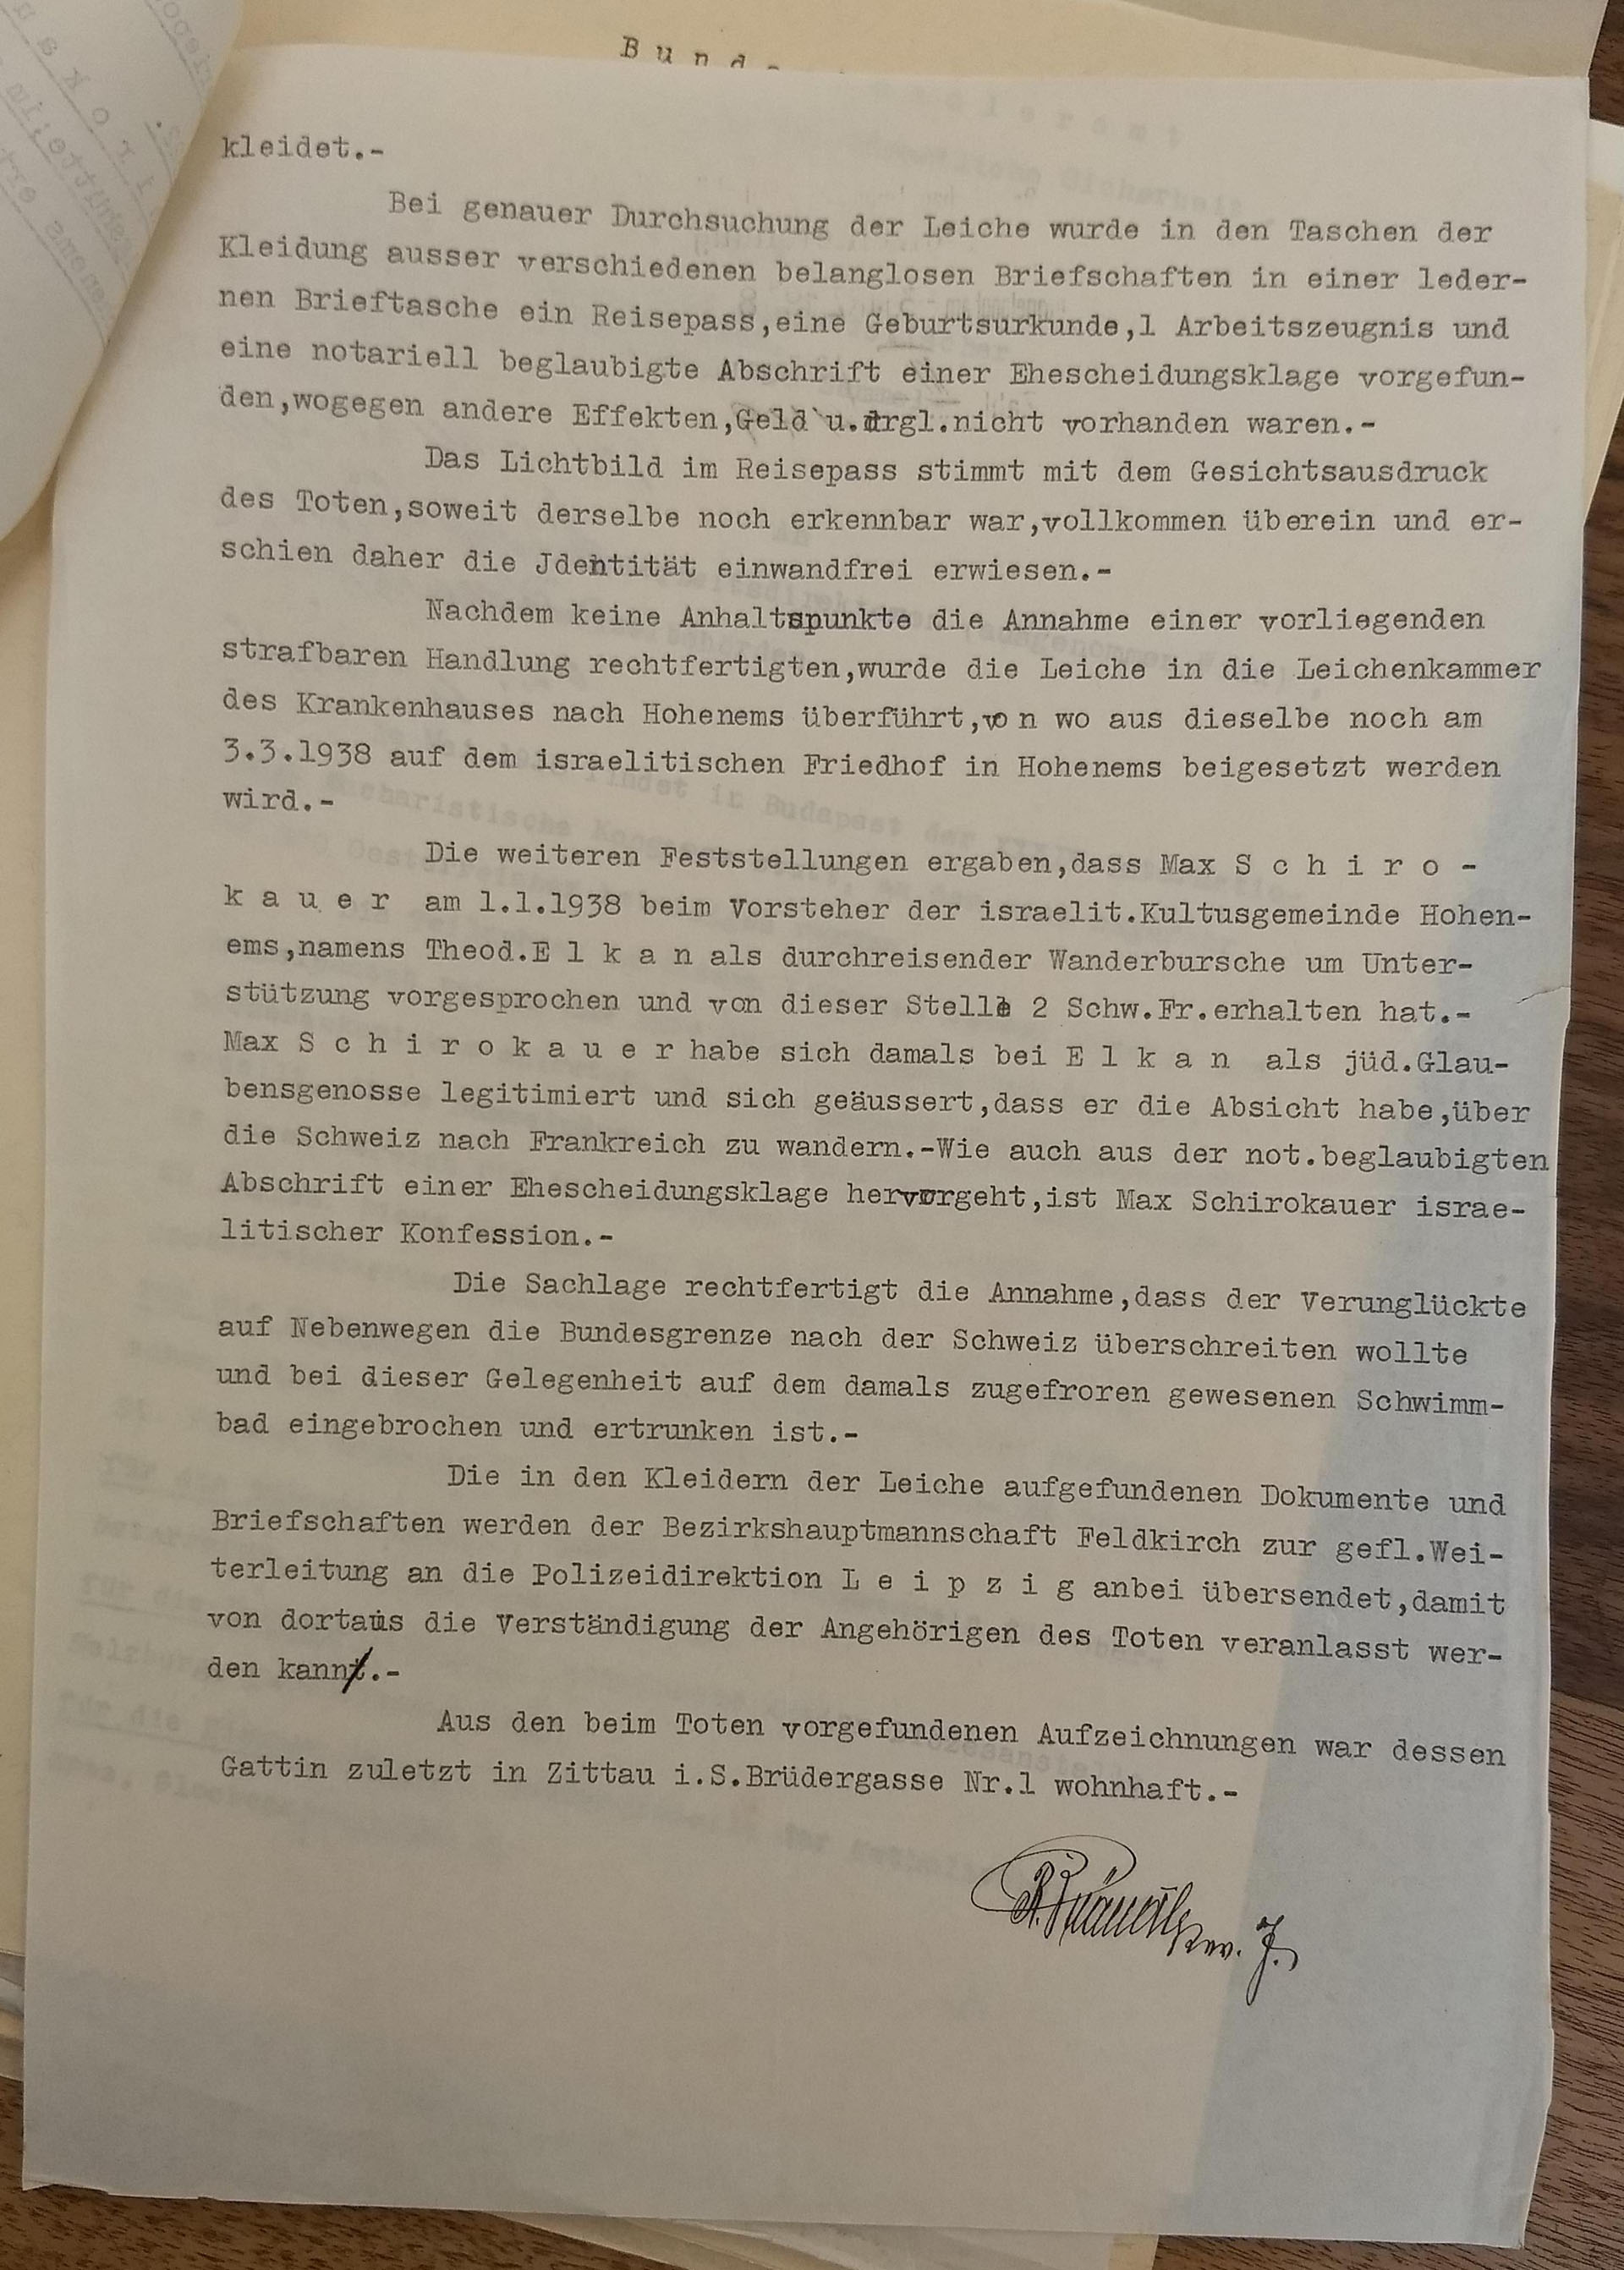 B u n d e
kleidet.-
Bei genauer Durchsuchung der Leiche wurde in den Taschen der
Kleidung ausser verschiedenen belanglosen Briefschaften in einer leder-
nen Brieftasche ein Reisepass,eine Geburtsurkunde,1 Arbeitszeugnis und
eine notariell beglaubigte Abschrift einer Ehescheidungsklage vorgefun-
den,wogegen andere Effekten,Geld u.drgl.nicht vorhanden waren.-
Das Lichtbild im Reisepass stimmt mit dem Gesichtsausdruck
des Toten,soweit derselbe noch erkennbar war,vollkommen überein und er-
schien daher die Jdentität einwandfrei erwiesen.-
Nachdem keine Anhaltspunkte die Annahme einer vorliegenden
strafbaren Handlung rechtfertigten,wurde die Leiche in die Leichenkammer
des Krankenhauses nach Hohenems überführt,von wo aus dieselbe noch am
3.3.1938 auf dem israelitischen Friedhof in Hohenems beigesetzt werden
wird.-
Die weiteren Feststellungen ergaben,dass Max S c h i r o -
k a u e r am 1.1.1938 beim Vorsteher der israelit.Kultusgemeinde Hohen-
ems,namens Theod.E l k a n als durchreisender Wanderbursche um Unter-
stützung vorgesprochen und von dieser Stelle 2 Schw.Fr.erhalten hat.-
Max S c h i r o k a u e r habe sich damals bei E l k a n als jüd.Glau-
bensgenosse legitimiert und sich geäussert,dass er die Absicht habe,über
die Schweiz nach Frankreich zu wandern.-Wie auch aus der not.beglaubigten
Abschrift einer Ehescheidungsklage hervorgeht,ist Max Schirokauer israe-
litischer Konfession.-
Die Sachlage rechtfertigt die Annahme,dass der Verunglückte
auf Nebenwegen die Bundesgrenze nach der Schweiz überschreiten wollte
und bei dieser Gelegenheit auf dem damals zugefroren gewesenen Schwimm-
bad eingebrochen und ertrunken ist.-
Die in den Kleidern der Leiche aufgefundenen Dokumente und
Briefschaften werden der Bezirkshauptmannschaft Feldkirch zur gefl.Wei-
terleitung an die Polizeidirektion L e i p z i g anbei übersendet,damit
von dortaus die Verständigung der Angehörigen des Toten veranlasst wer-
den kann.-
Aus den beim Toten vorgefundenen Aufzeichnungen war dessen
Gattin zuletzt in Zittau i.S.Brüdergasse Nr.1 wohnhaft.-